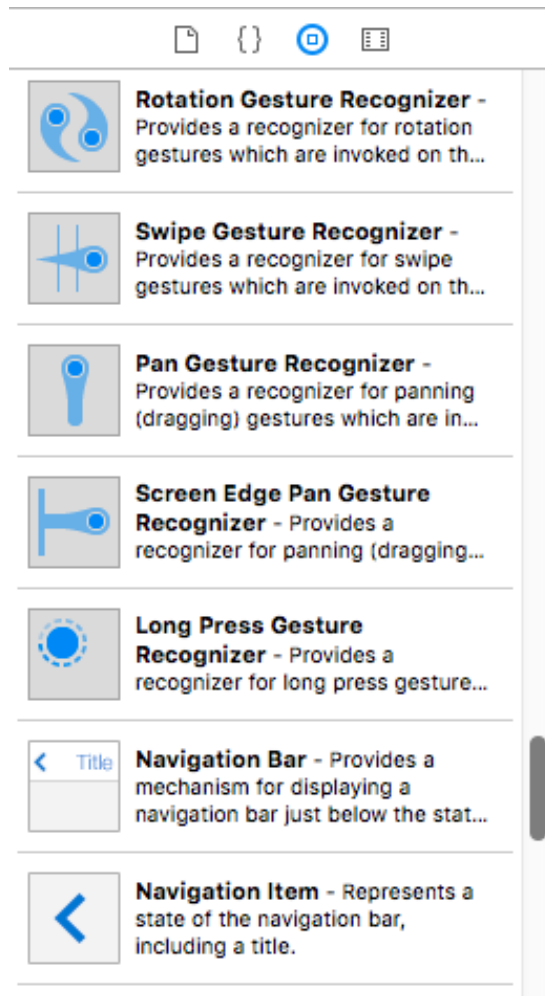 { }
Rotation Gesture Recognizer -
Provides a recognizer for rotation
gestures which are invoked on th...
Swipe Gesture Recognizer -
Provides a recognizer for swipe
gestures which are invoked on th...
Pan Gesture Recognizer -
Provides a recognizer for panning
(dragging) gestures which are in...
Screen Edge Pan Gesture
Recognizer - Provides a
recognizer for panning (dragging...
Long Press Gesture
Recognizer - Provides a
recognizer for long press gesture...
Title
Navigation Bar - Provides a
mechanism for displaying a
navigation bar just below the stat...
Navigation Item - Represents a
state of the navigation bar,
including a title.